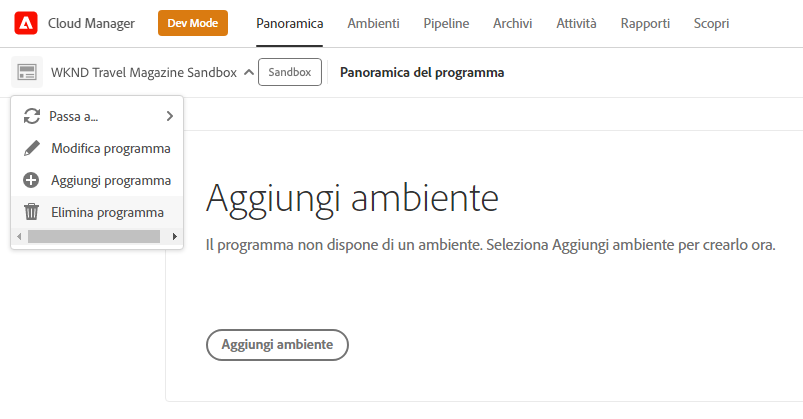 Cloud Manager
Dev Mode
Panoramica
Ambienti
Pipeline
Archivi
Attività
Rapporti
Scopri
WKND Travel Magazine Sandbox
Sandbox
Panoramica del programma
Passa a...
Modifica programma
Aggiungi programma
Elimina programma
Aggiungi ambiente
Il programma non dispone di un ambiente. Seleziona Aggiungi ambiente per crearlo ora.
Aggiungi ambiente